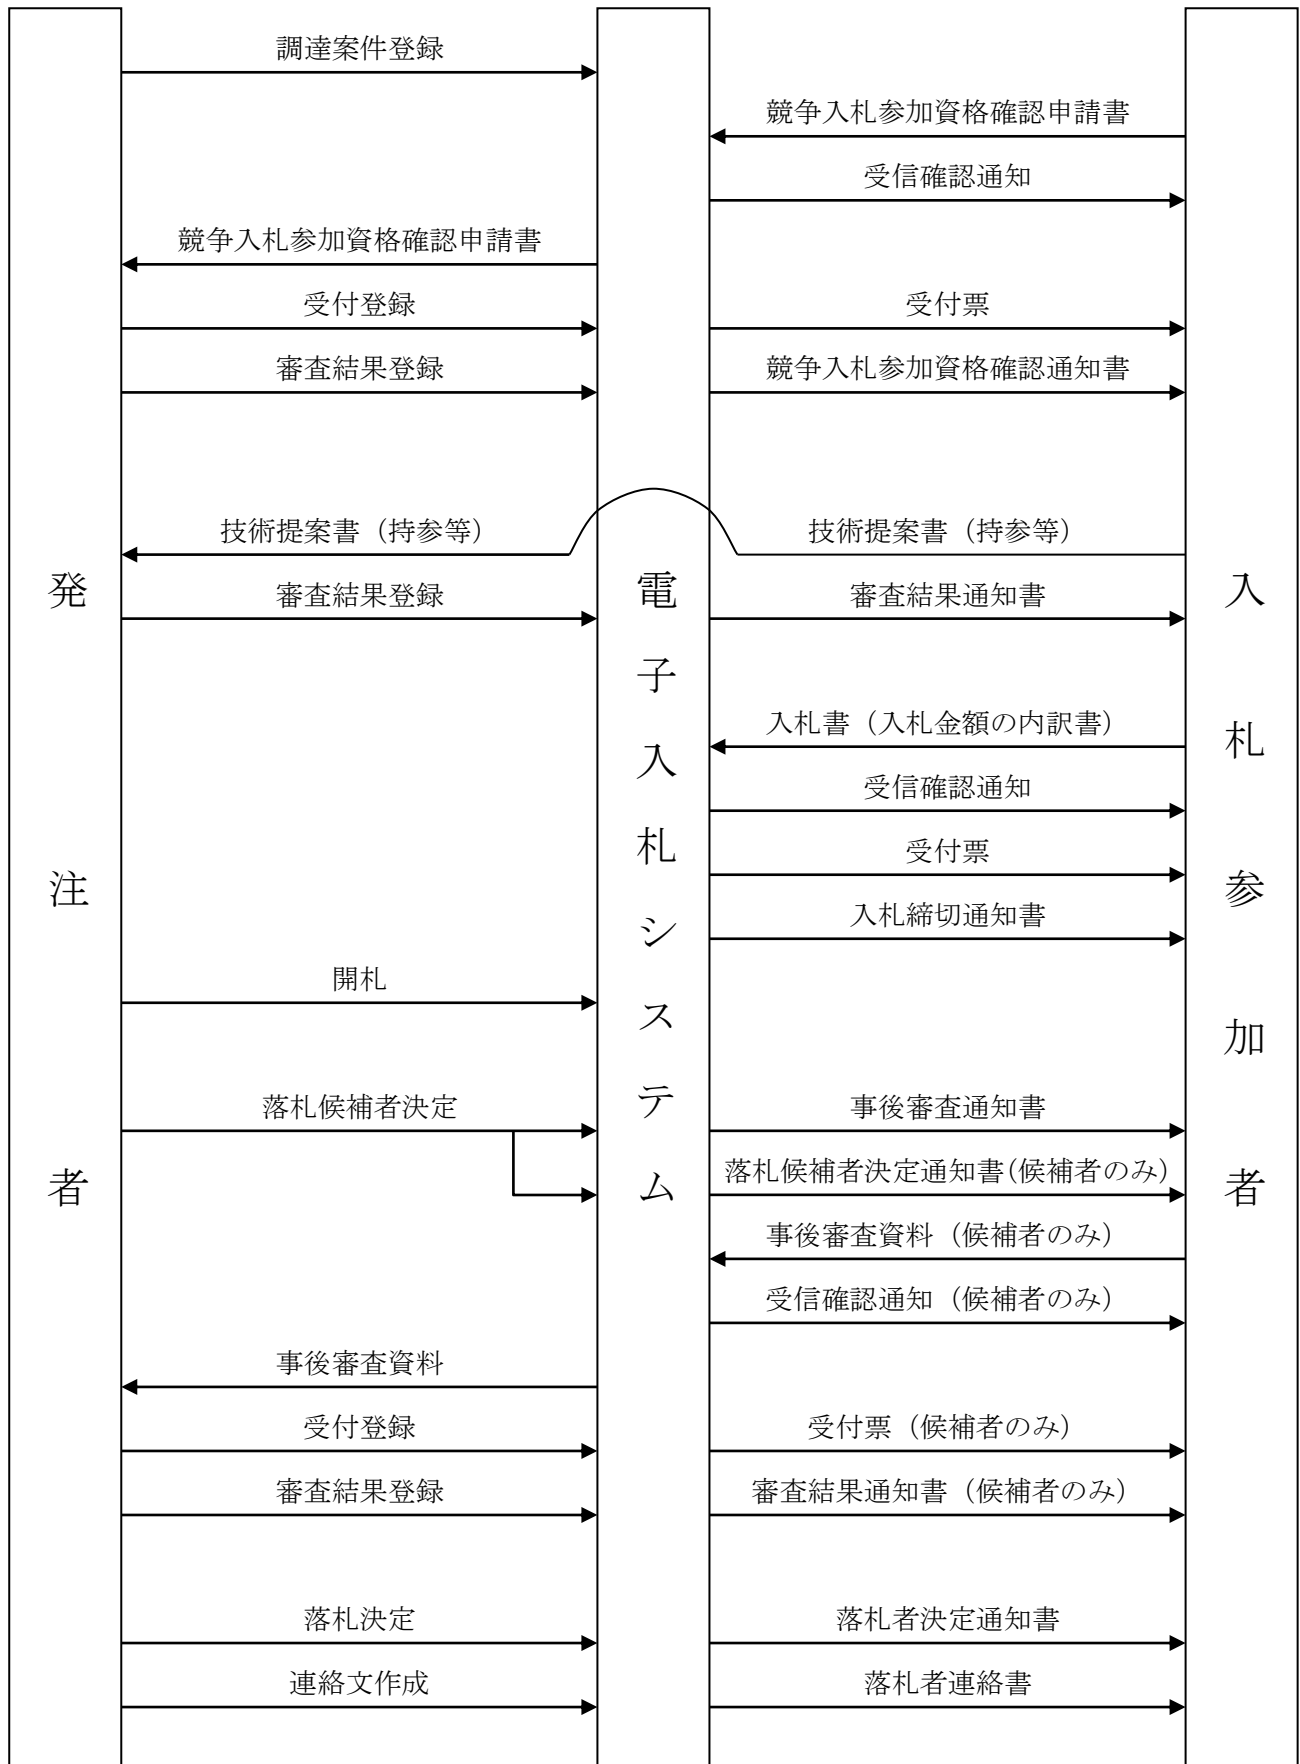 調達案件登録
競争入札参加資格確認申請書
受信確認通知
競争入札参加資格確認申請書
受付登録
受付票
審査結果登録
競争入札参加資格確認通知書
技術提案書（持参等）
技術提案書（持参等）
審査結果登録
審査結果通知書
入札書（入札金額の内訳書）
受信確認通知
受付票
入札締切通知書
開札
落札候補者決定
事後審査通知書
落札候補者決定通知書(候補者のみ)
事後審査資料（候補者のみ）
受信確認通知（候補者のみ）
事後審査資料
受付登録
受付票（候補者のみ）
審査結果登録
審査結果通知書（候補者のみ）
落札決定
落札者決定通知書
連絡文作成
落札者連絡書
発注者
電子入札システム
入札参加者